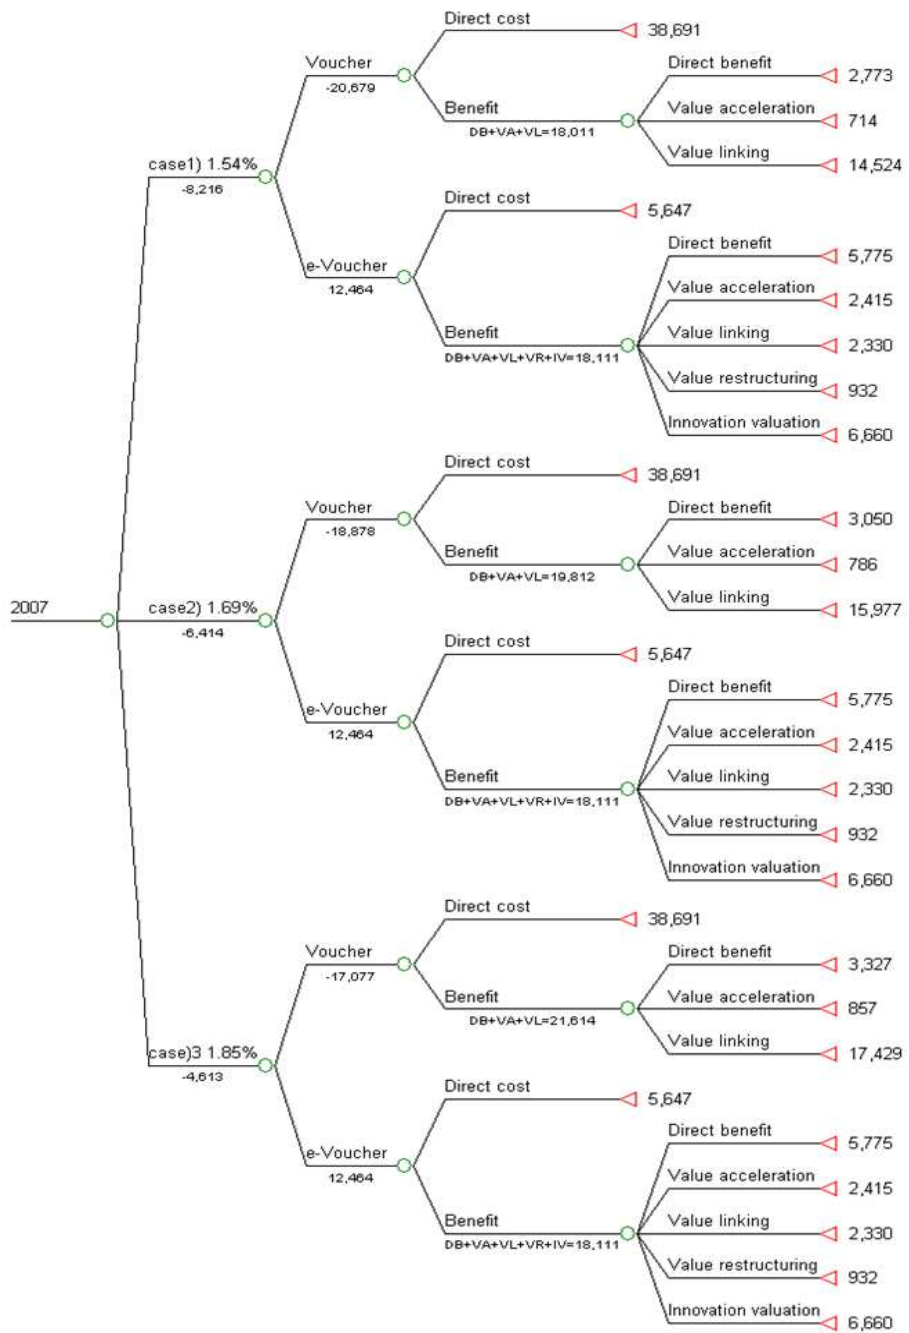 2007
case1) 1.54%
-8,216
Voucher
-20,679
Direct cost
38,691
Benefit
DB+VA+VL=18,011
Direct benefit
2,773
Value acceleration
714
Value linking
14,524
e-Voucher
12,464
Direct cost
5,647
Benefit
DB+VA+VL+VR+IV=18,111
Direct benefit
5,775
Value acceleration
2,415
Value linking
2,330
Value restructuring
932
Innovation valuation
6,660
case2) 1.69%
-6,414
Voucher
-18,878
Direct cost
38,691
Benefit
DB+VA+VL=19,812
Direct benefit
3,050
Value acceleration
786
Value linking
15,977
e-Voucher
12,464
Direct cost
5,647
Benefit
DB+VA+VL+VR+IV=18,111
Direct benefit
5,775
Value acceleration
2,415
Value linking
2,330
Value restructuring
932
Innovation valuation
6,660
case)3 1.85%
-4,613
Voucher
-17,077
Direct cost
38,691
Benefit
DB+VA+VL=21,614
Direct benefit
3,327
Value acceleration
857
Value linking
17,429
e-Voucher
12,464
Direct cost
5,647
Benefit
DB+VA+VL+VR+IV=18,111
Direct benefit
5,775
Value acceleration
2,415
Value linking
2,330
Value restructuring
932
Innovation valuation
6,660